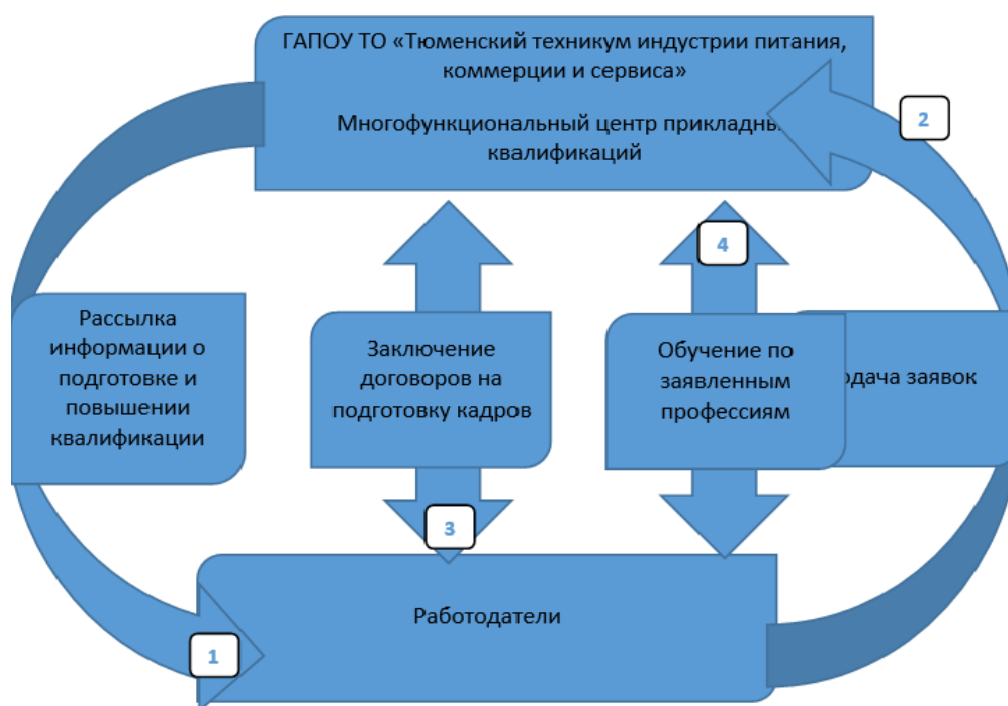 ГАПОУ ТО «Тюменский техникум индустрии питания,
коммерции и сервиса»
Многофункциональный центр прикладны
квалификаций
2
4
Рассылка
информации о
подготовке и
повышении
квалификации
Заключение
договоров на
подготовку кадров
Обучение по
заявленным
профессиям
одача заявок
3
Работодатели
1